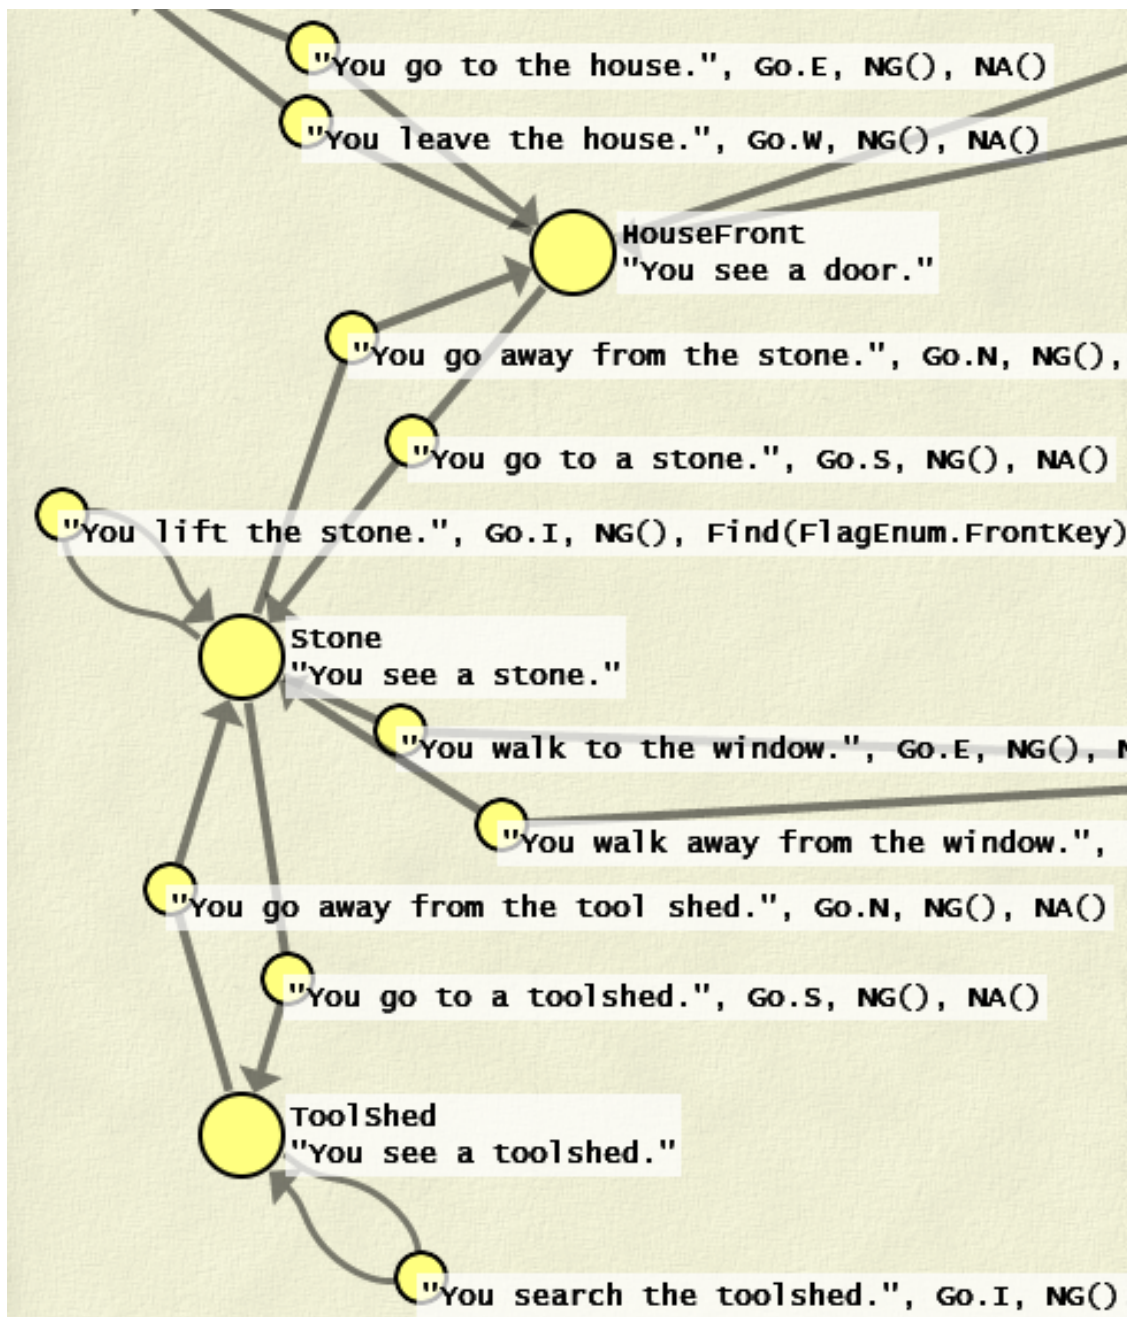 "You go to the house.", Go.E, NG(), NA()
"You leave the house.", Go.W, NG(), NA()
HouseFront
"You see a door."
"You go away from the stone.", Go.N, NG(),
"You go to a stone.", Go.S, NG(), NA()
"You lift the stone.", Go.I, NG(), Find(FlagEnum.FrontKey)
Stone
"You see a stone."
"You walk to the window.", Go.E, NG(),
"You walk away from the window.",
"You go away from the tool shed.", Go.N, NG(), NA()
"You go to a toolshed.", Go.S, NG(), NA()
ToolShed
"You see a toolshed."
"You search the toolshed.", Go.I, NG()